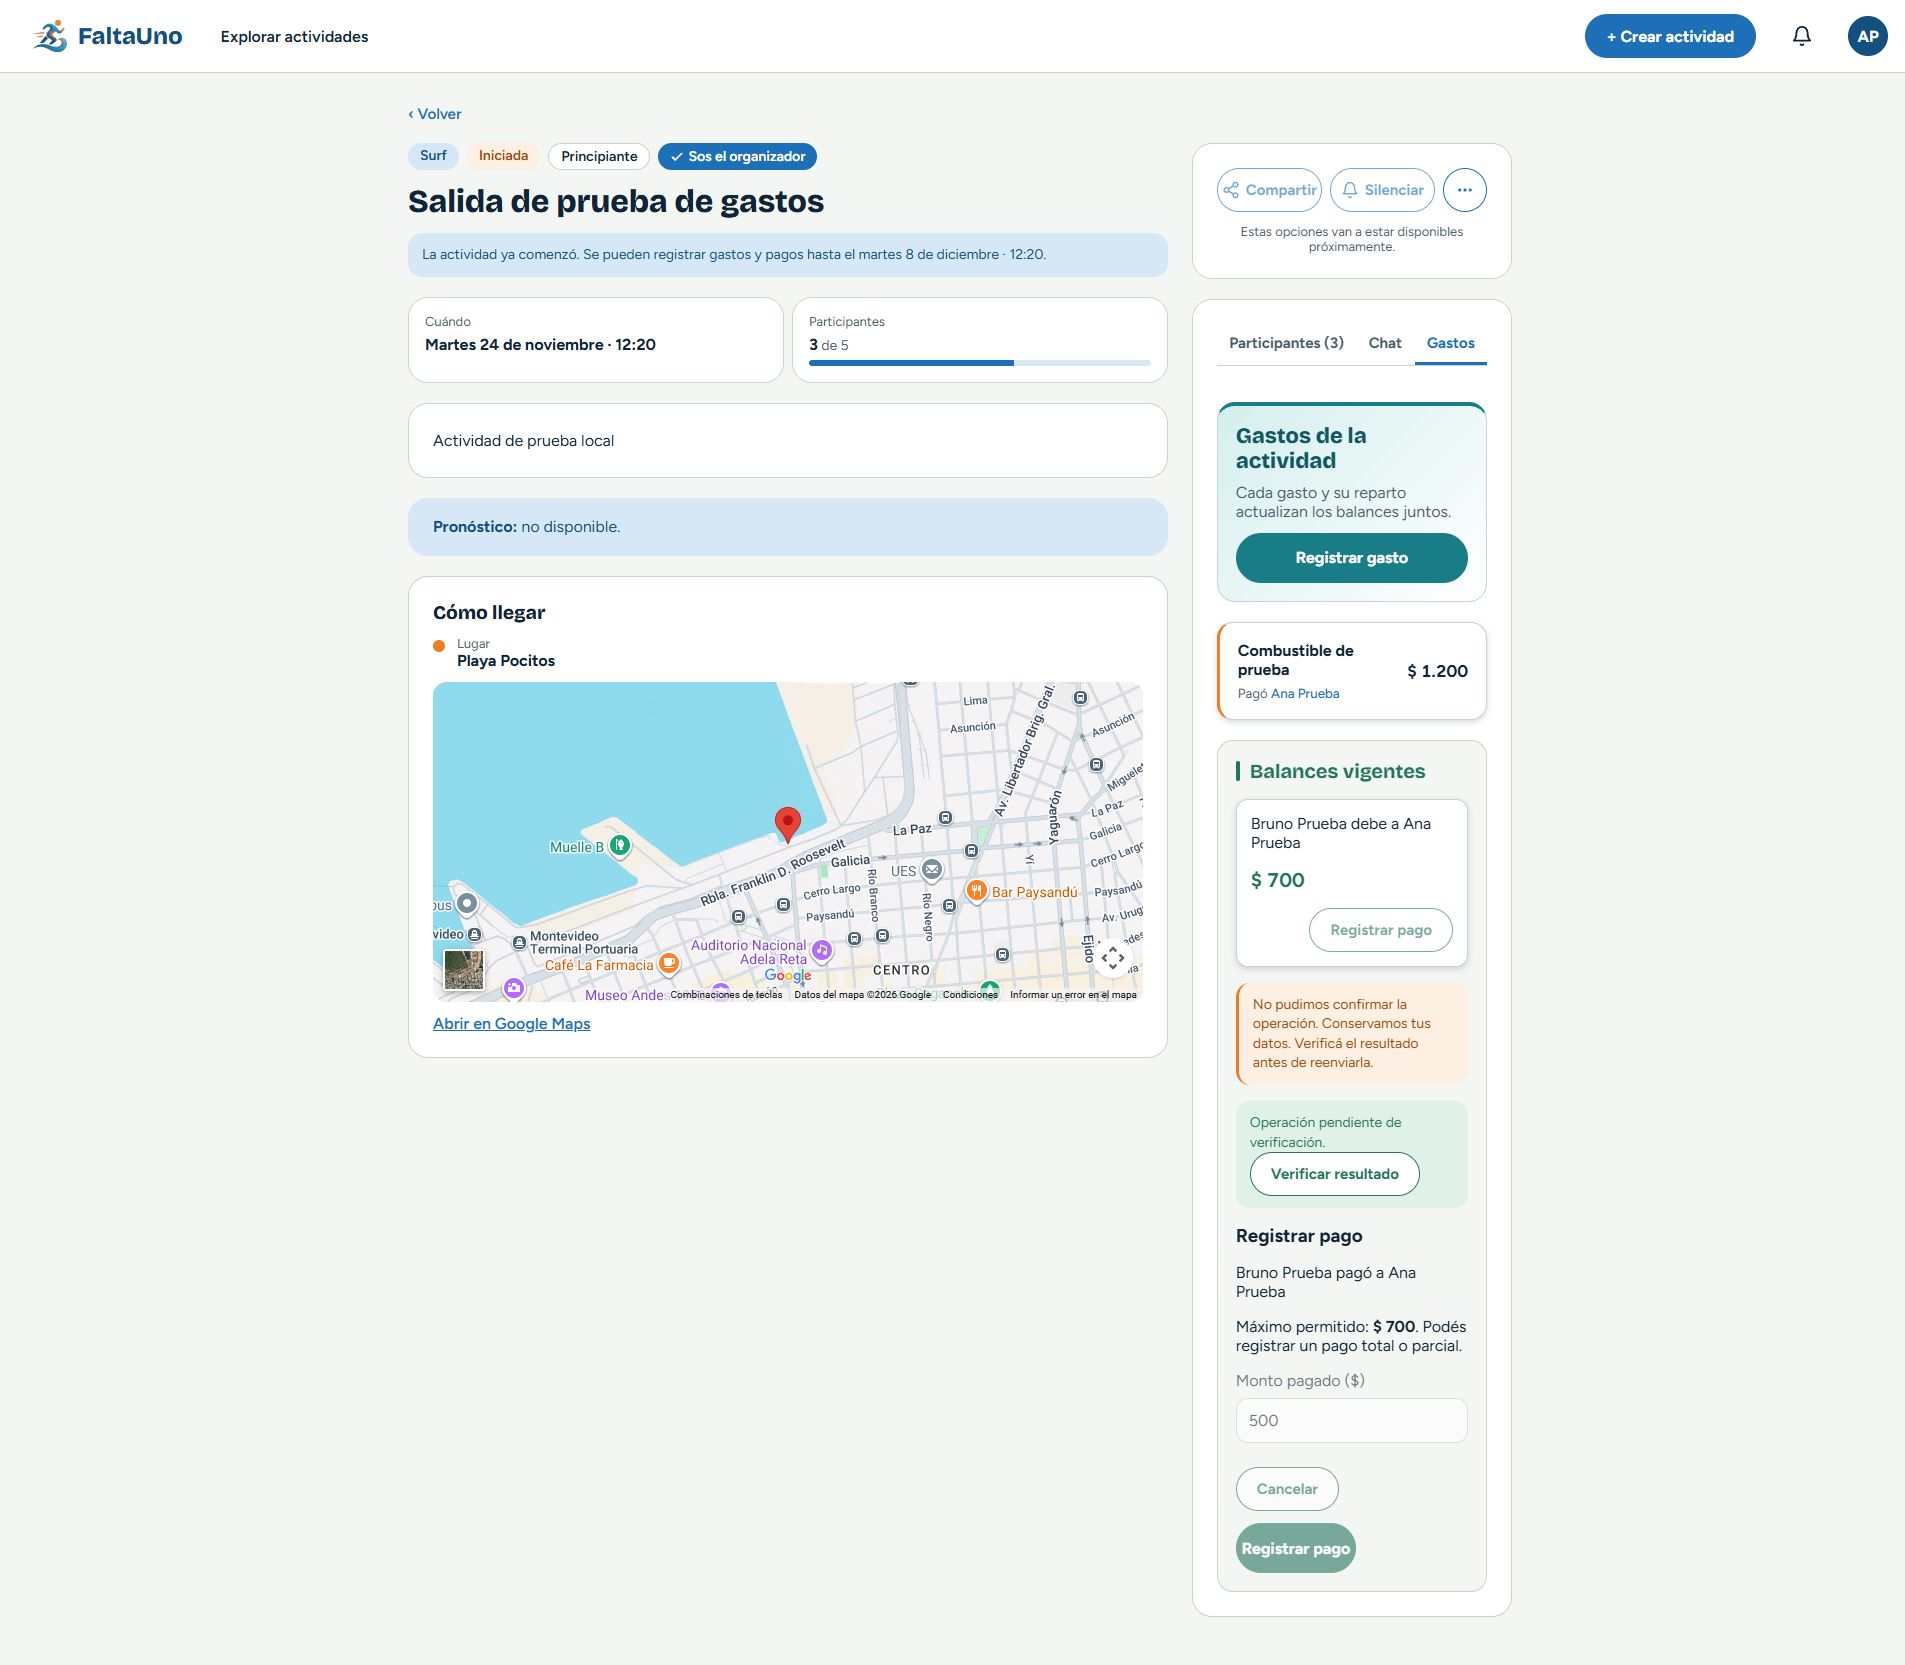 FaltaUno
Explorar actividades
+ Crear actividad
AP
‹ Volver
Surf
Iniciada
Principiante
Sos el organizador
Salida de prueba de gastos
La actividad ya comenzó. Se pueden registrar gastos y pagos hasta el martes 8 de diciembre · 12:20.
Cuándo
Martes 24 de noviembre · 12:20
Participantes
3 de 5
Actividad de prueba local
Pronóstico: no disponible.
Cómo llegar
Lugar
Playa Pocitos
Lima
Asunción
Av. Libertador Brig. Gral.
Asunción
Yaguarón
La Paz
Galicia
Cerro Largo
Paysandú
Muelle B
La Paz
Galicia
Rbla. Franklin D. Roosevelt
Cerro Largo
Paysandú
Río Branco
UES
Río Negro
Yí
Bar Paysandú
Ejido
Montevideo
Terminal Portuaria
Café La Farmacia
Auditorio Nacional
Adela Reta
CENTRO
Google
Combinaciones de teclas
Datos del mapa ©2026 Google
Condiciones
Informar un error en el mapa
Abrir en Google Maps
Compartir
Silenciar
Estas opciones van a estar disponibles
próximamente.
Participantes (3)
Chat
Gastos
Gastos de la
actividad
Cada gasto y su reparto
actualizan los balances juntos.
Registrar gasto
Combustible de
prueba
$ 1.200
Pagó Ana Prueba
Balances vigentes
Bruno Prueba debe a Ana
Prueba
$ 700
Registrar pago
No pudimos confirmar la
operación. Conservamos tus
datos. Verificá el resultado
antes de reenviarla.
Operación pendiente de
verificación.
Verificar resultado
Registrar pago
Bruno Prueba pagó a Ana
Prueba
Máximo permitido: $ 700. Podés
registrar un pago total o parcial.
Monto pagado ($)
500
Cancelar
Registrar pago